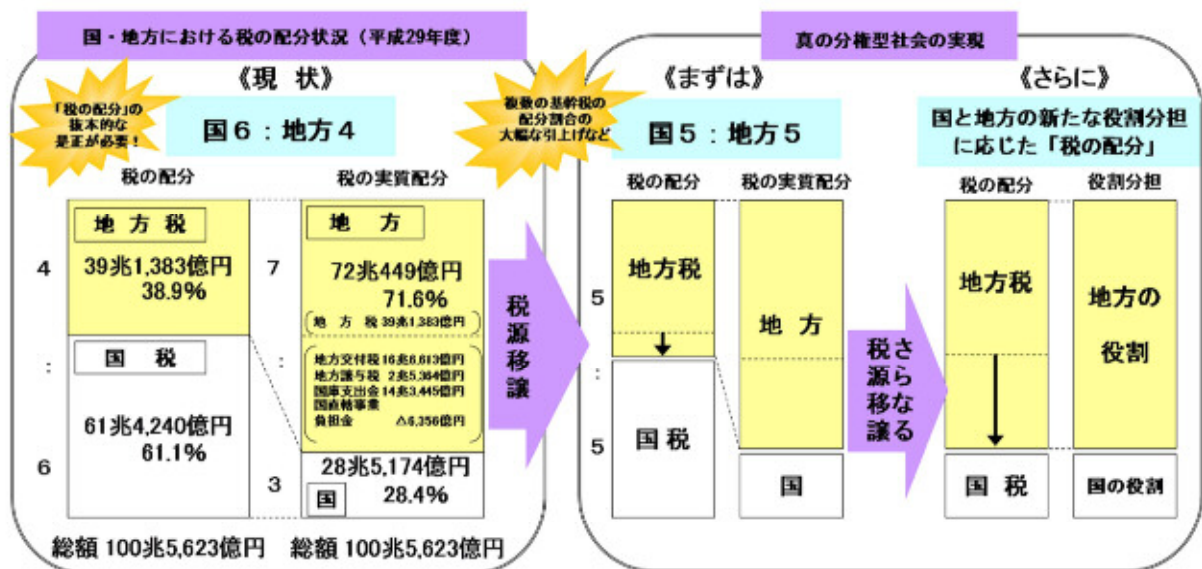 国・地方における税の配分状況（平成29年度）
《現 状》
「税の配分」の
抜本的な
是正が必要！
国６：地方４
税の配分
税の実質配分
4
:
6
地 方 税
39兆1,383億円
38.9%
国 税
61兆4,240億円
61.1%
7
:
3
地 方
72兆449億円
71.6%
地 方 税 39兆1,383億円
地方交付税16兆6,613億円
地方譲与税 2兆5,364億円
国庫支出金14兆3,445億円
国直轄事業
負担金 △6,356億円
28兆5,174億円
国
28.4%
総額 100兆5,623億円
総額 100兆5,623億円
税源移譲
真の分権型社会の実現
《まずは》
複数の基幹税の
配分割合の
大幅な引上げなど
国５：地方５
税の配分
税の実質配分
5
:
5
地方税
国 税
地 方
国
さらなる
税源移譲
《さらに》
国と地方の新たな役割分担
に応じた「税の配分」
税の配分
役割分担
地方税
国 税
地方の
役割
国の役割